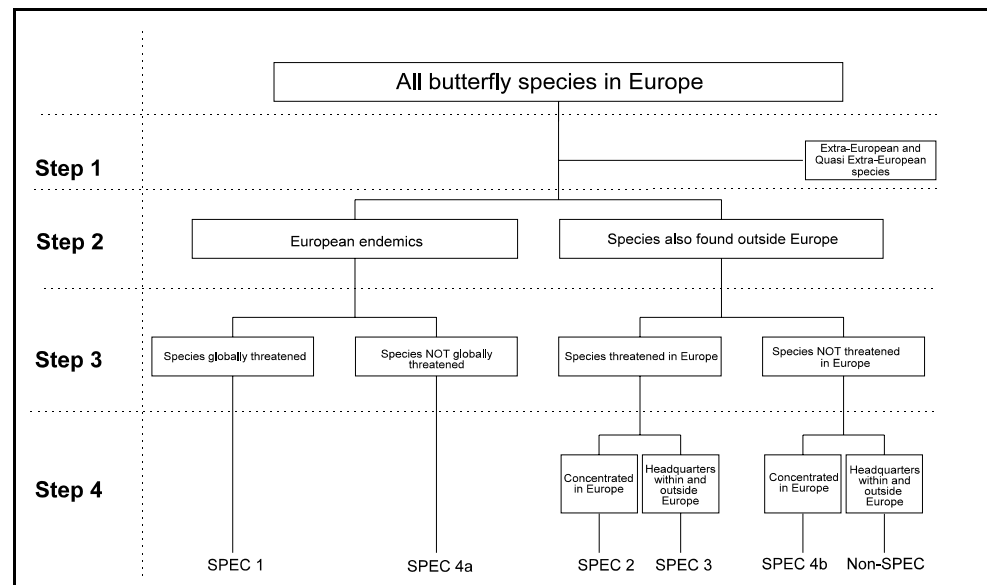 All butterfly species in Europe
Step 1
Extra-European and
Quasi Extra-European
species
Step 2
European endemics
Species also found outside Europe
Step 3
Species globally threatened
Species NOT globally
threatened
Species threatened in Europe
Species NOT threatened
in Europe
Step 4
Concentrated
in Europe
Headquarters
within and
outside
Europe
Concentrated
in Europe
Headquarters
within and
outside
Europe
SPEC 1
SPEC 4a
SPEC 2
SPEC 3
SPEC 4b
Non-SPEC